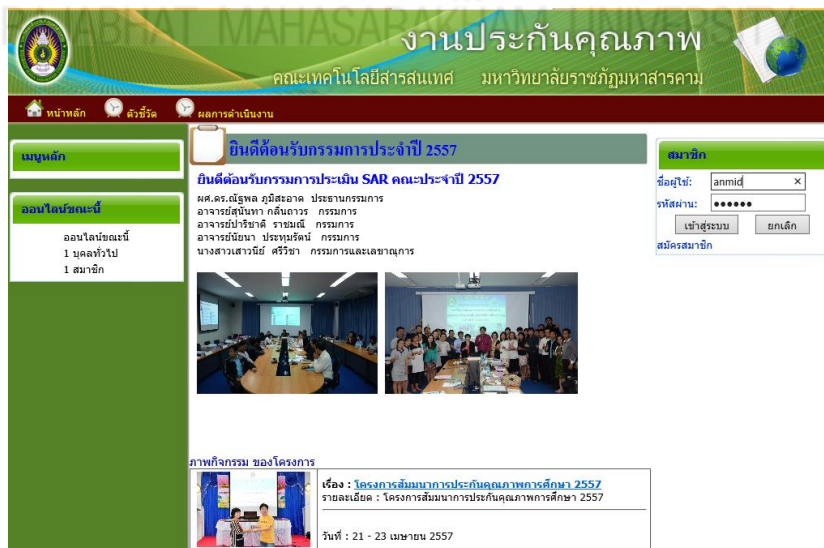 RAJABHAT MAHASARAKHAM UNIVERSITY
งานประกันคุณภาพ
คณะเทคโนโลยีสารสนเทศ มหาวิทยาลัยราชภัฏมหาสารคาม
หน้าหลัก ตัวชี้วัด ผลการดำเนินงาน
เมนูหลัก
ออนไลน์ขณะนี้
ออนไลน์ขณะนี้
1 บุคลทั่วไป
1 สมาชิก
ยินดีต้อนรับกรรมการประจำปี 2557
ยินดีต้อนรับกรรมการประเมิน SAR คณะประจำปี 2557
ผศ.ดร.ณัฐพล ภูมิสะอาด ประธานกรรมการ
อาจารย์สุนันทา กลิ่นถาวร กรรมการ
อาจารย์ปาริชาติ ราชมณี กรรมการ
อาจารย์นัยนา ประทุมรัตน์ กรรมการ
นางสาวเสาวนีย์ ศรีวิชา กรรมการและเลขานุการ
ภาพกิจกรรม ของโครงการ
เรื่อง : โครงการสัมมนาการประกันคุณภาพการศึกษา 2557
รายละเอียด : โครงการสัมมนาการประกันคุณภาพการศึกษา 2557
วันที่ : 21 - 23 เมษายน 2557
สมาชิก
ชื่อผู้ใช้: anmid ×
รหัสผ่าน: ●●●●●●
เข้าสู่ระบบ ยกเลิก
สมัครสมาชิก